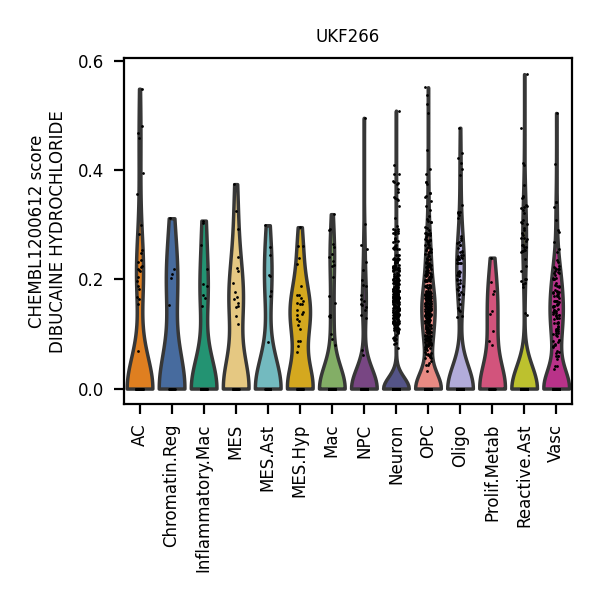 UKF266
CHEMBL1200612 score
DIBUCAINE HYDROCHLORIDE
0.6
0.4
0.2
0.0
AC
Chromatin.Reg
Inflammatory.Mac
MES
MES.Ast
MES.Hyp
Mac
NPC
Neuron
OPC
Oligo
Prolif.Metab
Reactive.Ast
Vasc